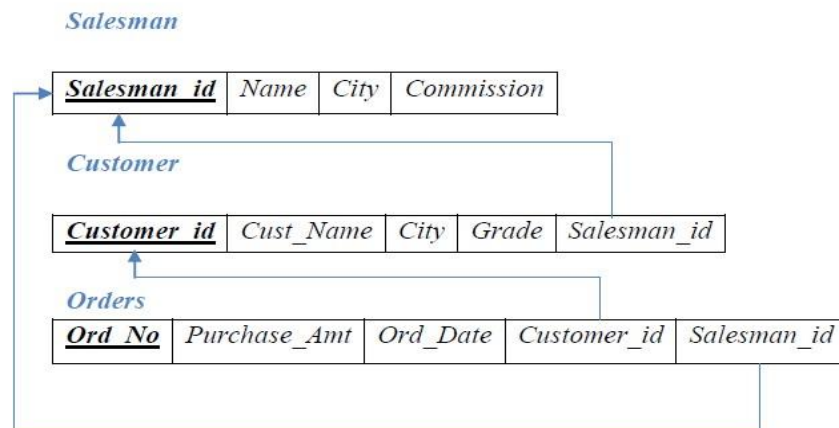 Salesman
Salesman_id Name City Commission
Customer
Customer_id Cust_Name City Grade Salesman_id
Orders
Ord_No Purchase_Amt Ord_Date Customer_id Salesman_id